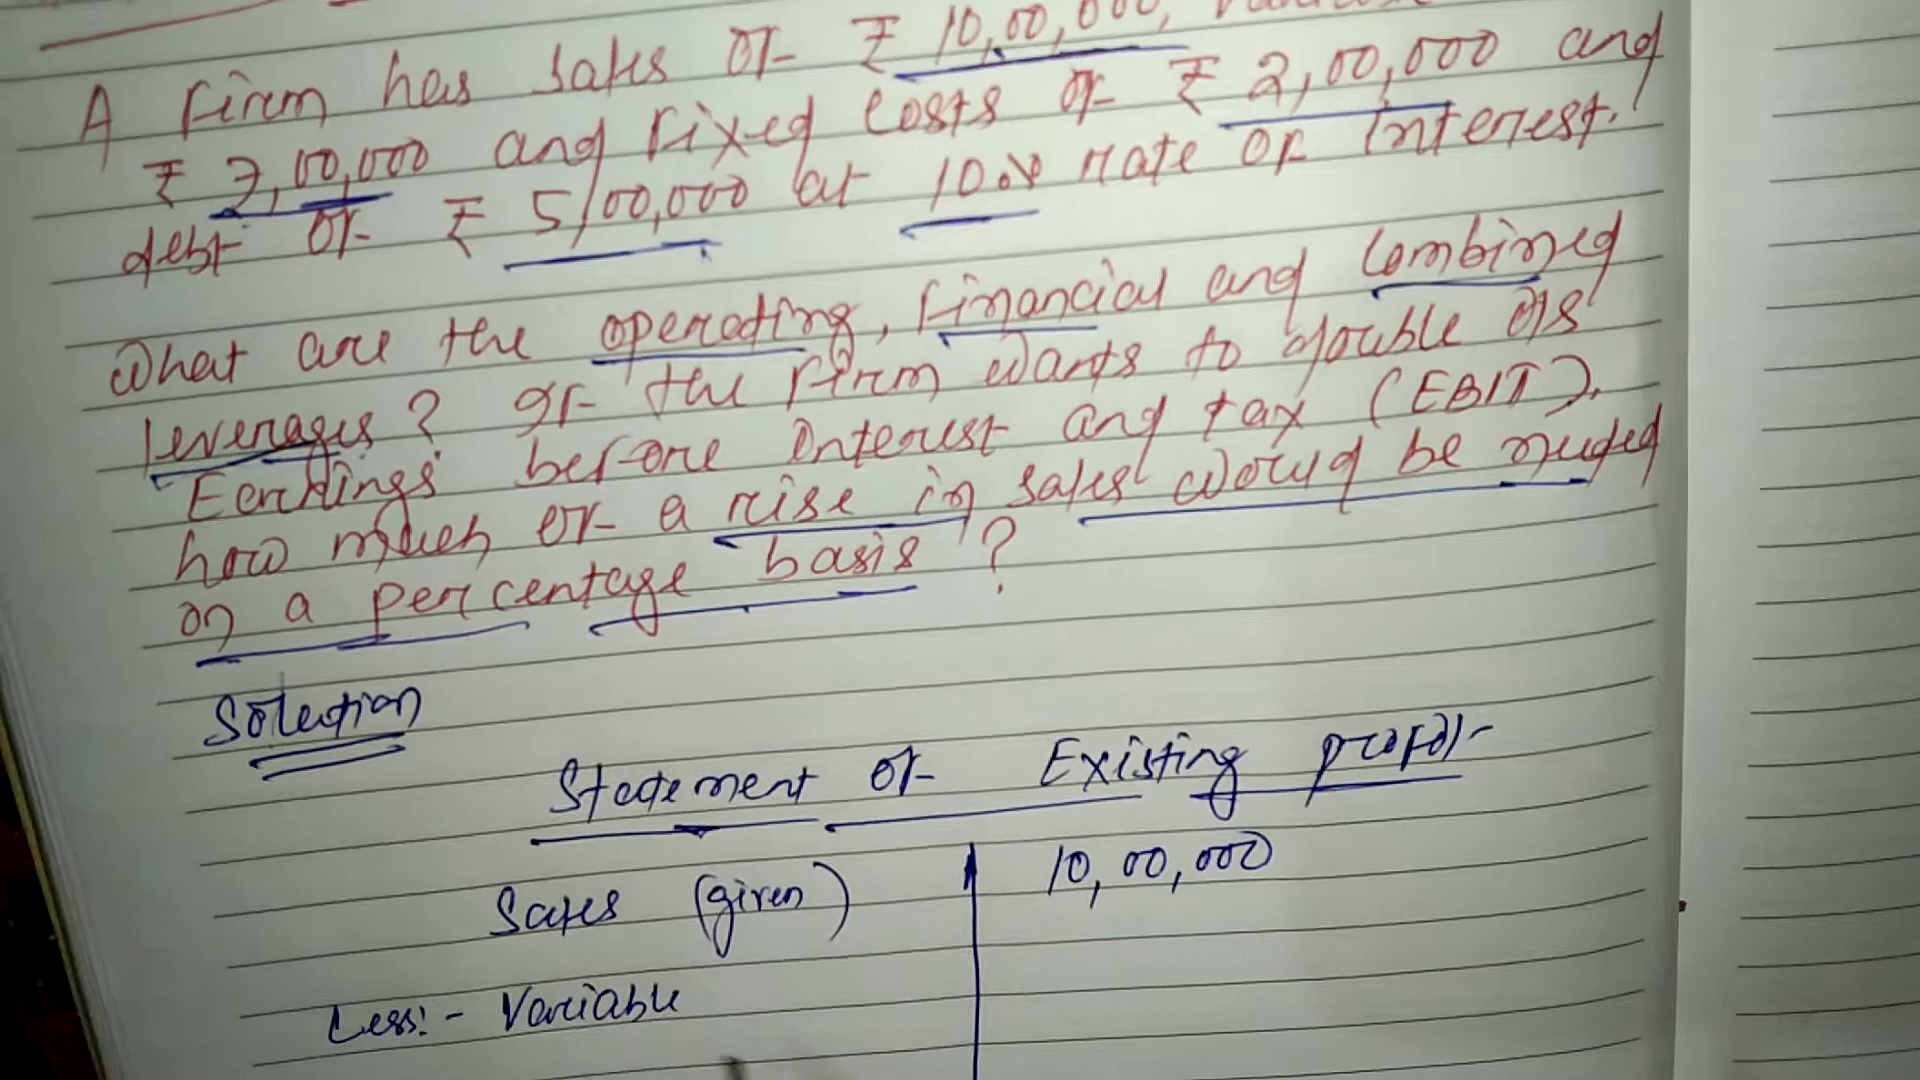 A firm has sales of ₹ 10,00,000,
₹ 7,00,000 and fixed costs of ₹ 2,00,000 and
debt of ₹ 5,00,000 at 10% rate of interest.
What are the operating, financial and combined
leverages? If the firm wants to double its
Earnings before interest and tax (EBIT),
how much of a rise in sales would be needed
on a percentage basis?
Solution
Statement of Existing profit
Sales (given) 10,00,000
Less:- Variable